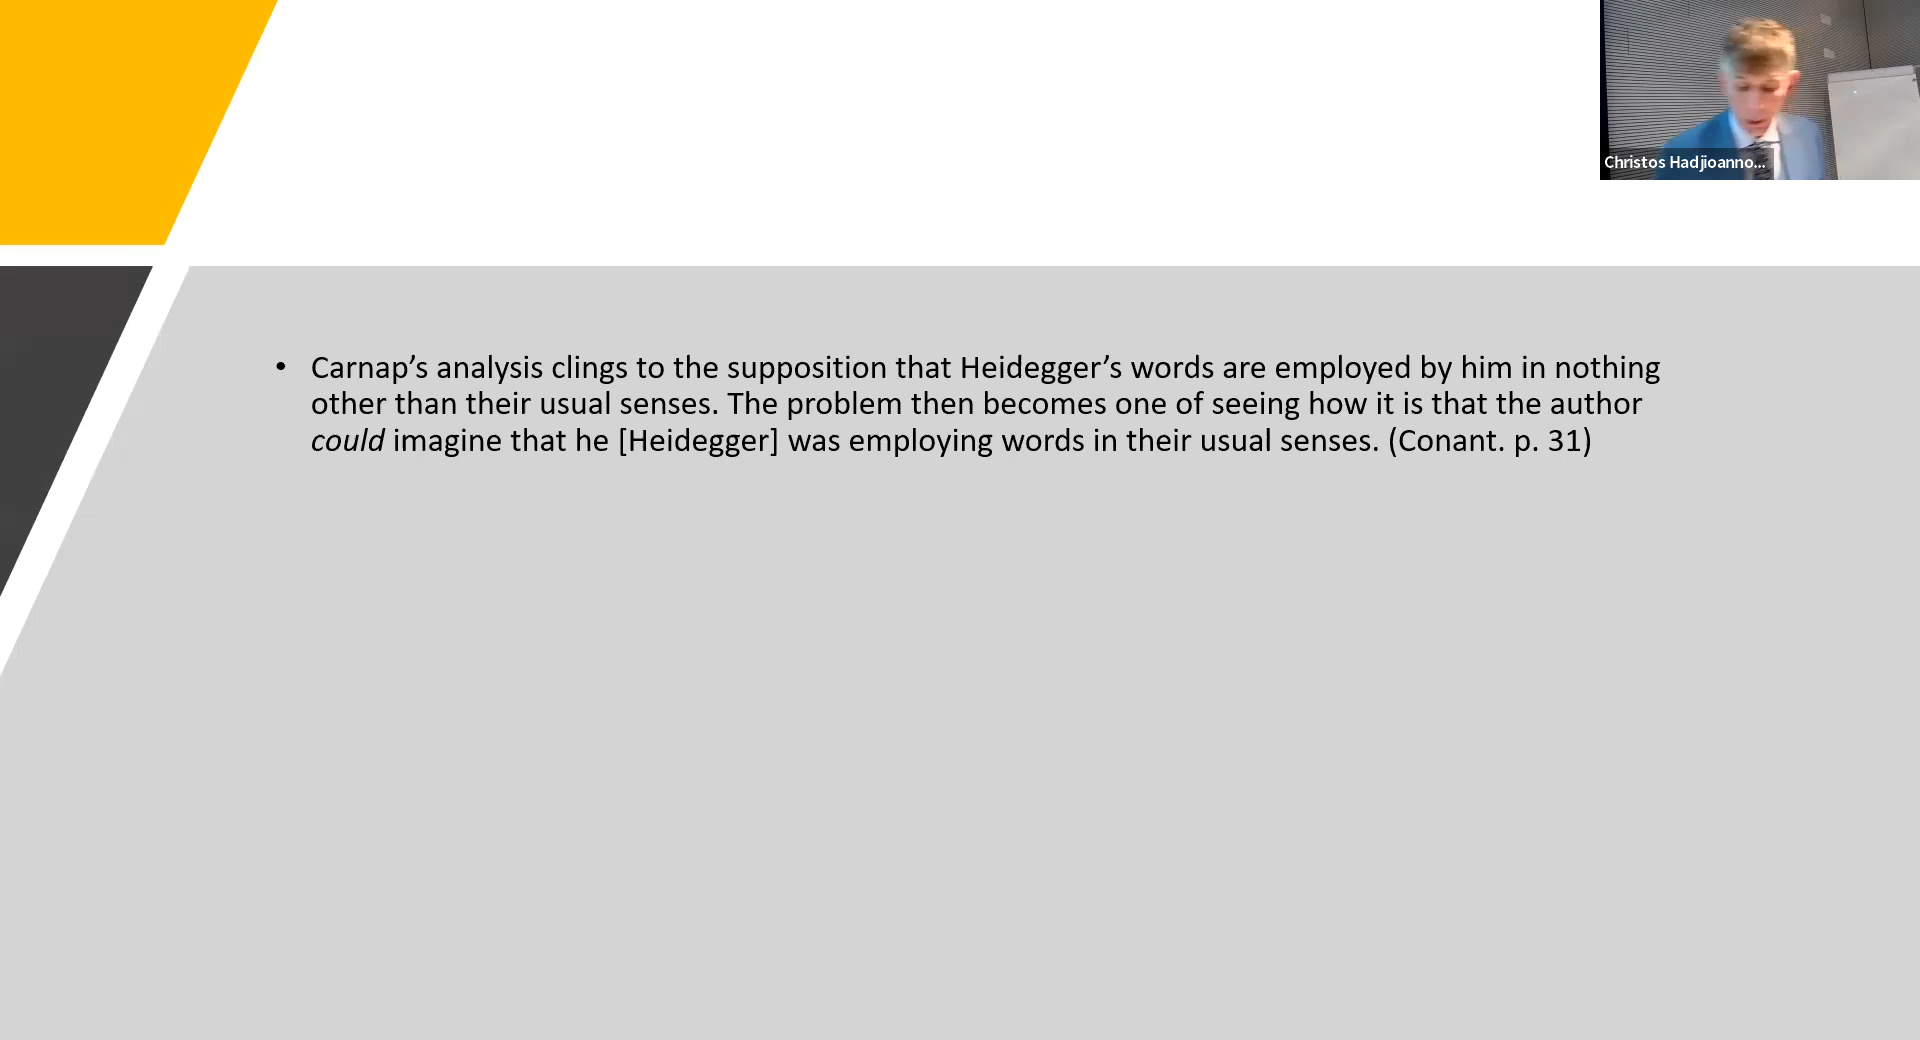 Christos Hadjioanno...
• Carnap’s analysis clings to the supposition that Heidegger’s words are employed by him in nothing
other than their usual senses. The problem then becomes one of seeing how it is that the author
could imagine that he [Heidegger] was employing words in their usual senses. (Conant. p. 31)